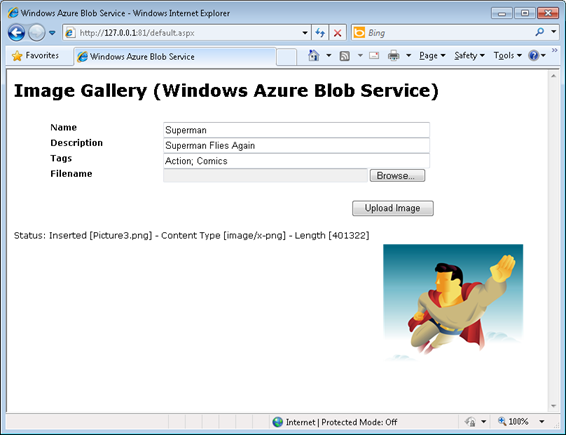 Windows Azure Blob Service - Windows Internet Explorer
http://127.0.0.1:81/default.aspx
Bing
Favorites
Windows Azure Blob Service
Page
Safety
Tools
Image Gallery (Windows Azure Blob Service)
Name Superman
Description Superman Flies Again
Tags Action; Comics
Filename Browse...
Upload Image
Status: Inserted [Picture3.png] - Content Type [image/x-png] - Length [401322]
Internet | Protected Mode: Off
100%